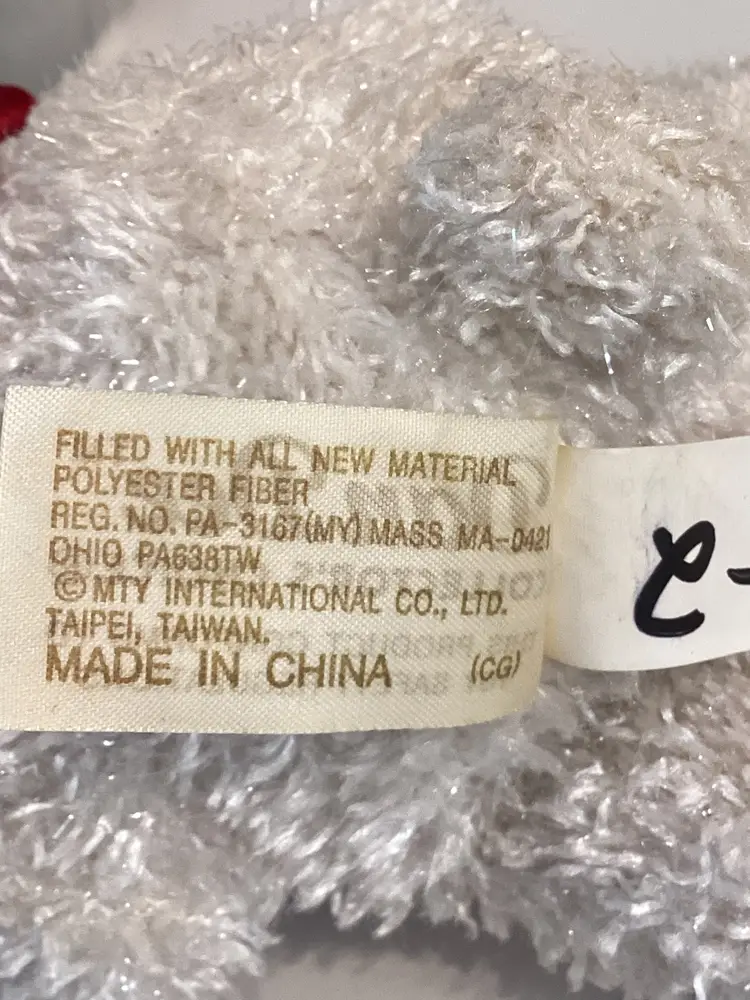 FILLED WITH ALL NEW MATERIAL
POLYESTER FIBER
REG. NO. PA-3167(MY) MASS MA-0421
OHIO PA638TW
©MTY INTERNATIONAL CO., LTD.
TAIPEI, TAIWAN.
MADE IN CHINA (CG)